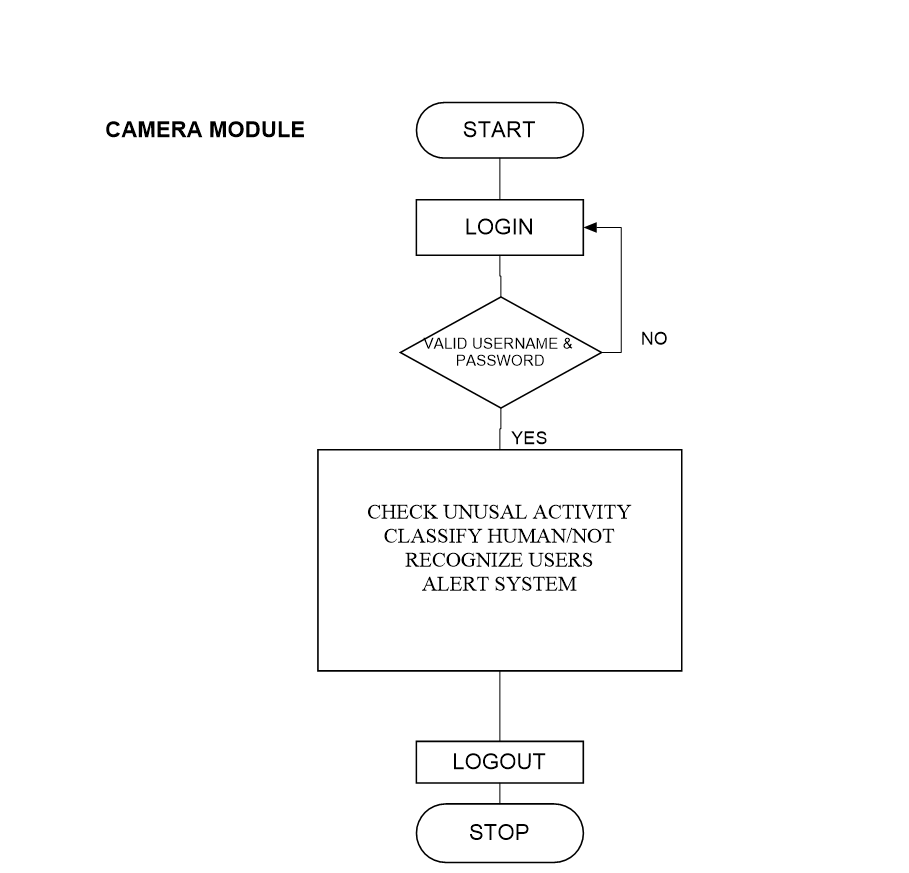 CAMERA MODULE
START
LOGIN
VALID USERNAME &
PASSWORD
NO
YES
CHECK UNUSAL ACTIVITY
CLASSIFY HUMAN/NOT
RECOGNIZE USERS
ALERT SYSTEM
LOGOUT
STOP